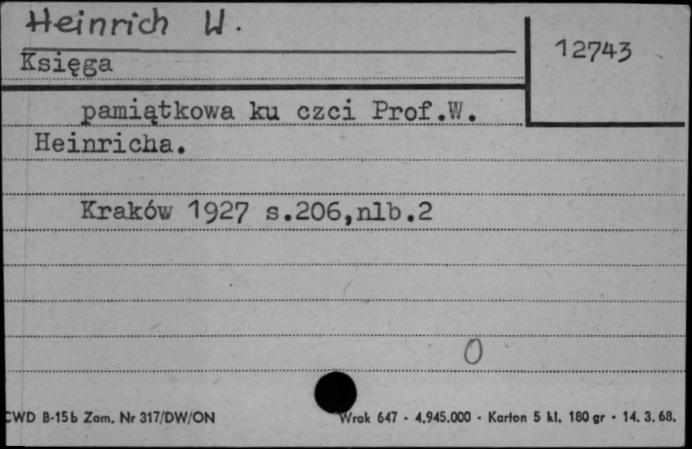 Heinrich W.
12743
Księga
pamiątkowa ku czci Prof.W.
Heinricha.
Kraków 1927 s.206,nlb.2
0
CWD B-15b Zam. Nr 317/DW/ON
Wrak 647 - 4.945.000 - Karton 5 kl. 180 gr - 14. 3. 68.